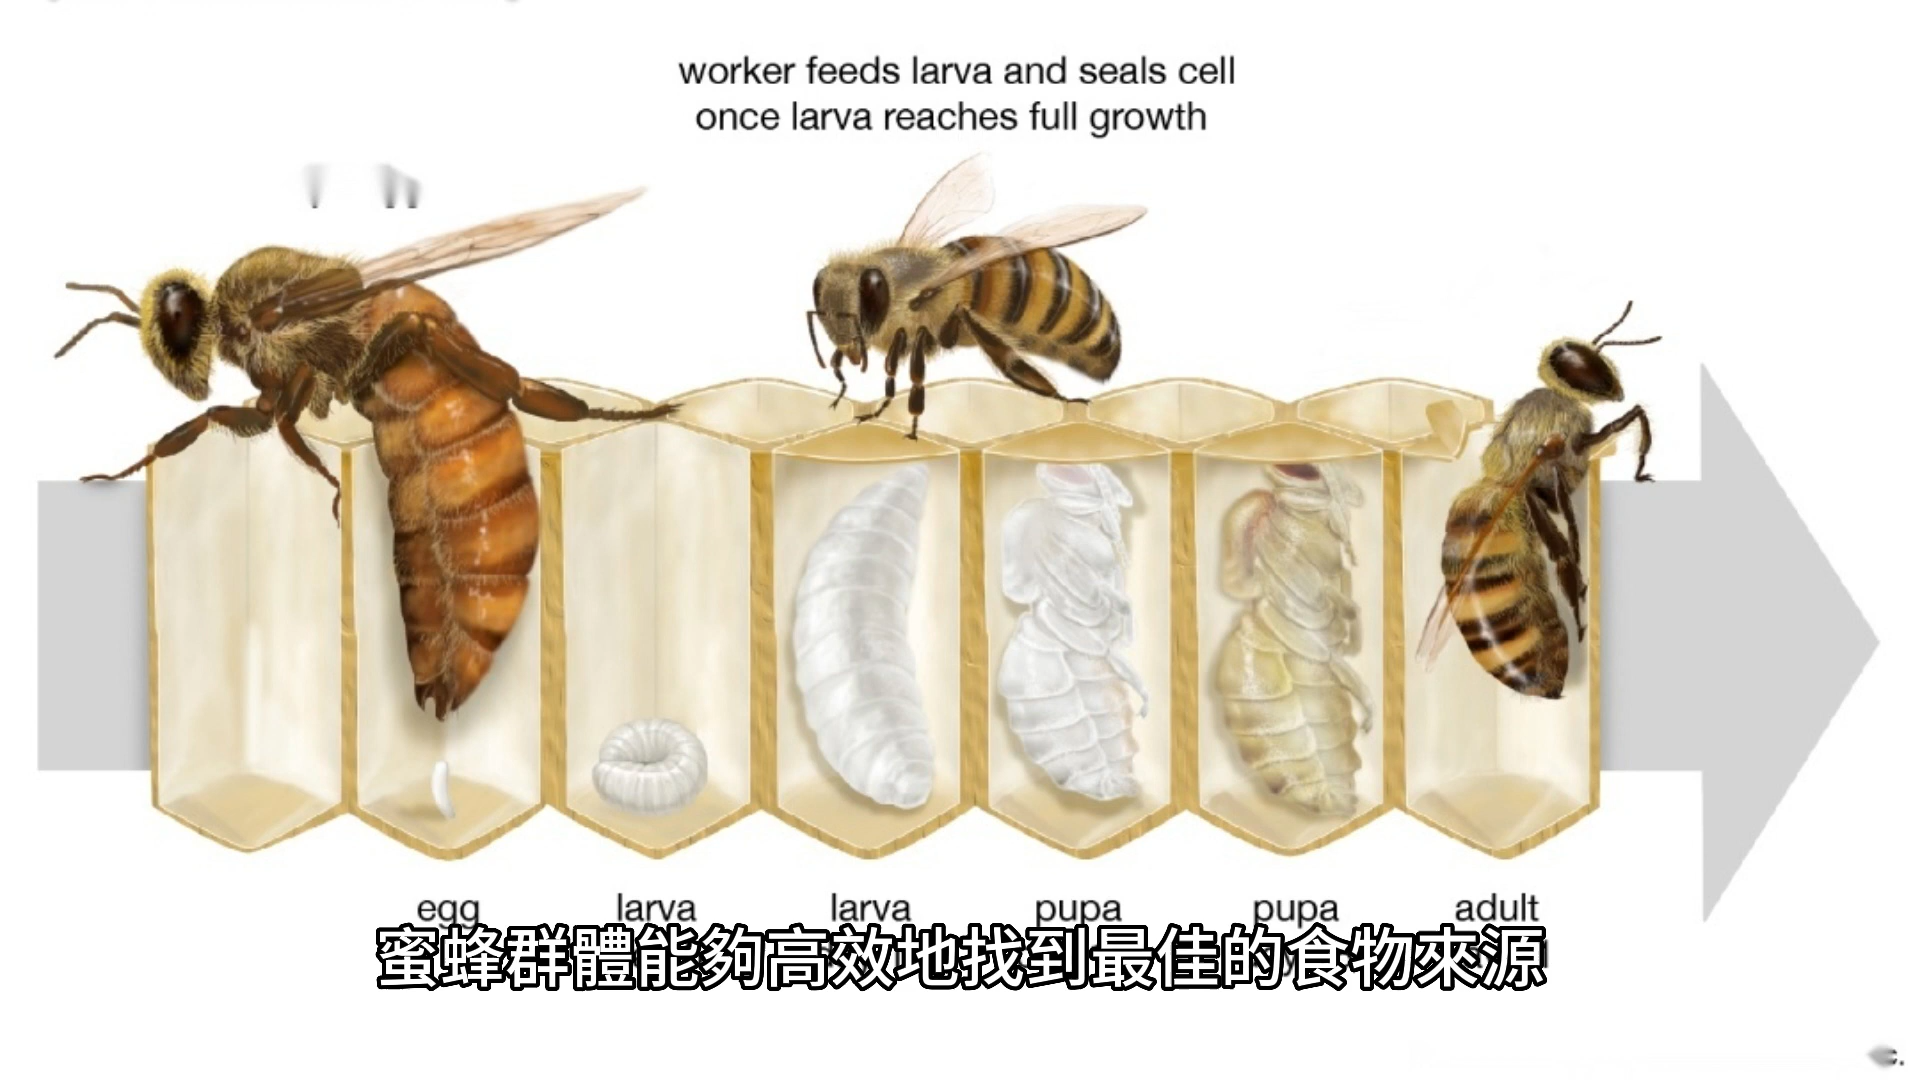 worker feeds larva and seals cell
once larva reaches full growth
egg
larva
larva
pupa
pupa
adult
蜜蜂群體能夠高效地找到最佳的食物來源